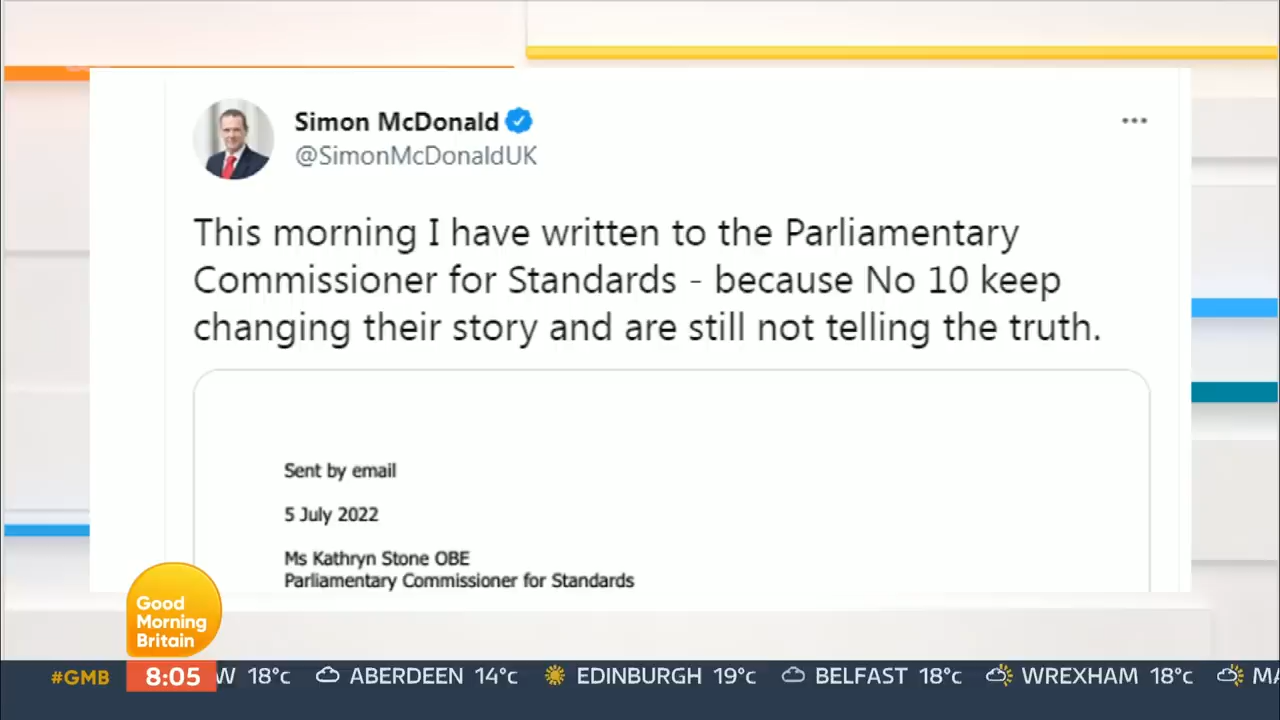 Simon McDonald
@SimonMcDonaldUK
This morning I have written to the Parliamentary
Commissioner for Standards - because No 10 keep
changing their story and are still not telling the truth.
Sent by email
5 July 2022
Ms Kathryn Stone OBE
Parliamentary Commissioner for Standards
Good
Morning
Britain
#GMB 8:05 W 18°c ABERDEEN 14°c EDINBURGH 19°c BELFAST 18°c WREXHAM 18°c MA